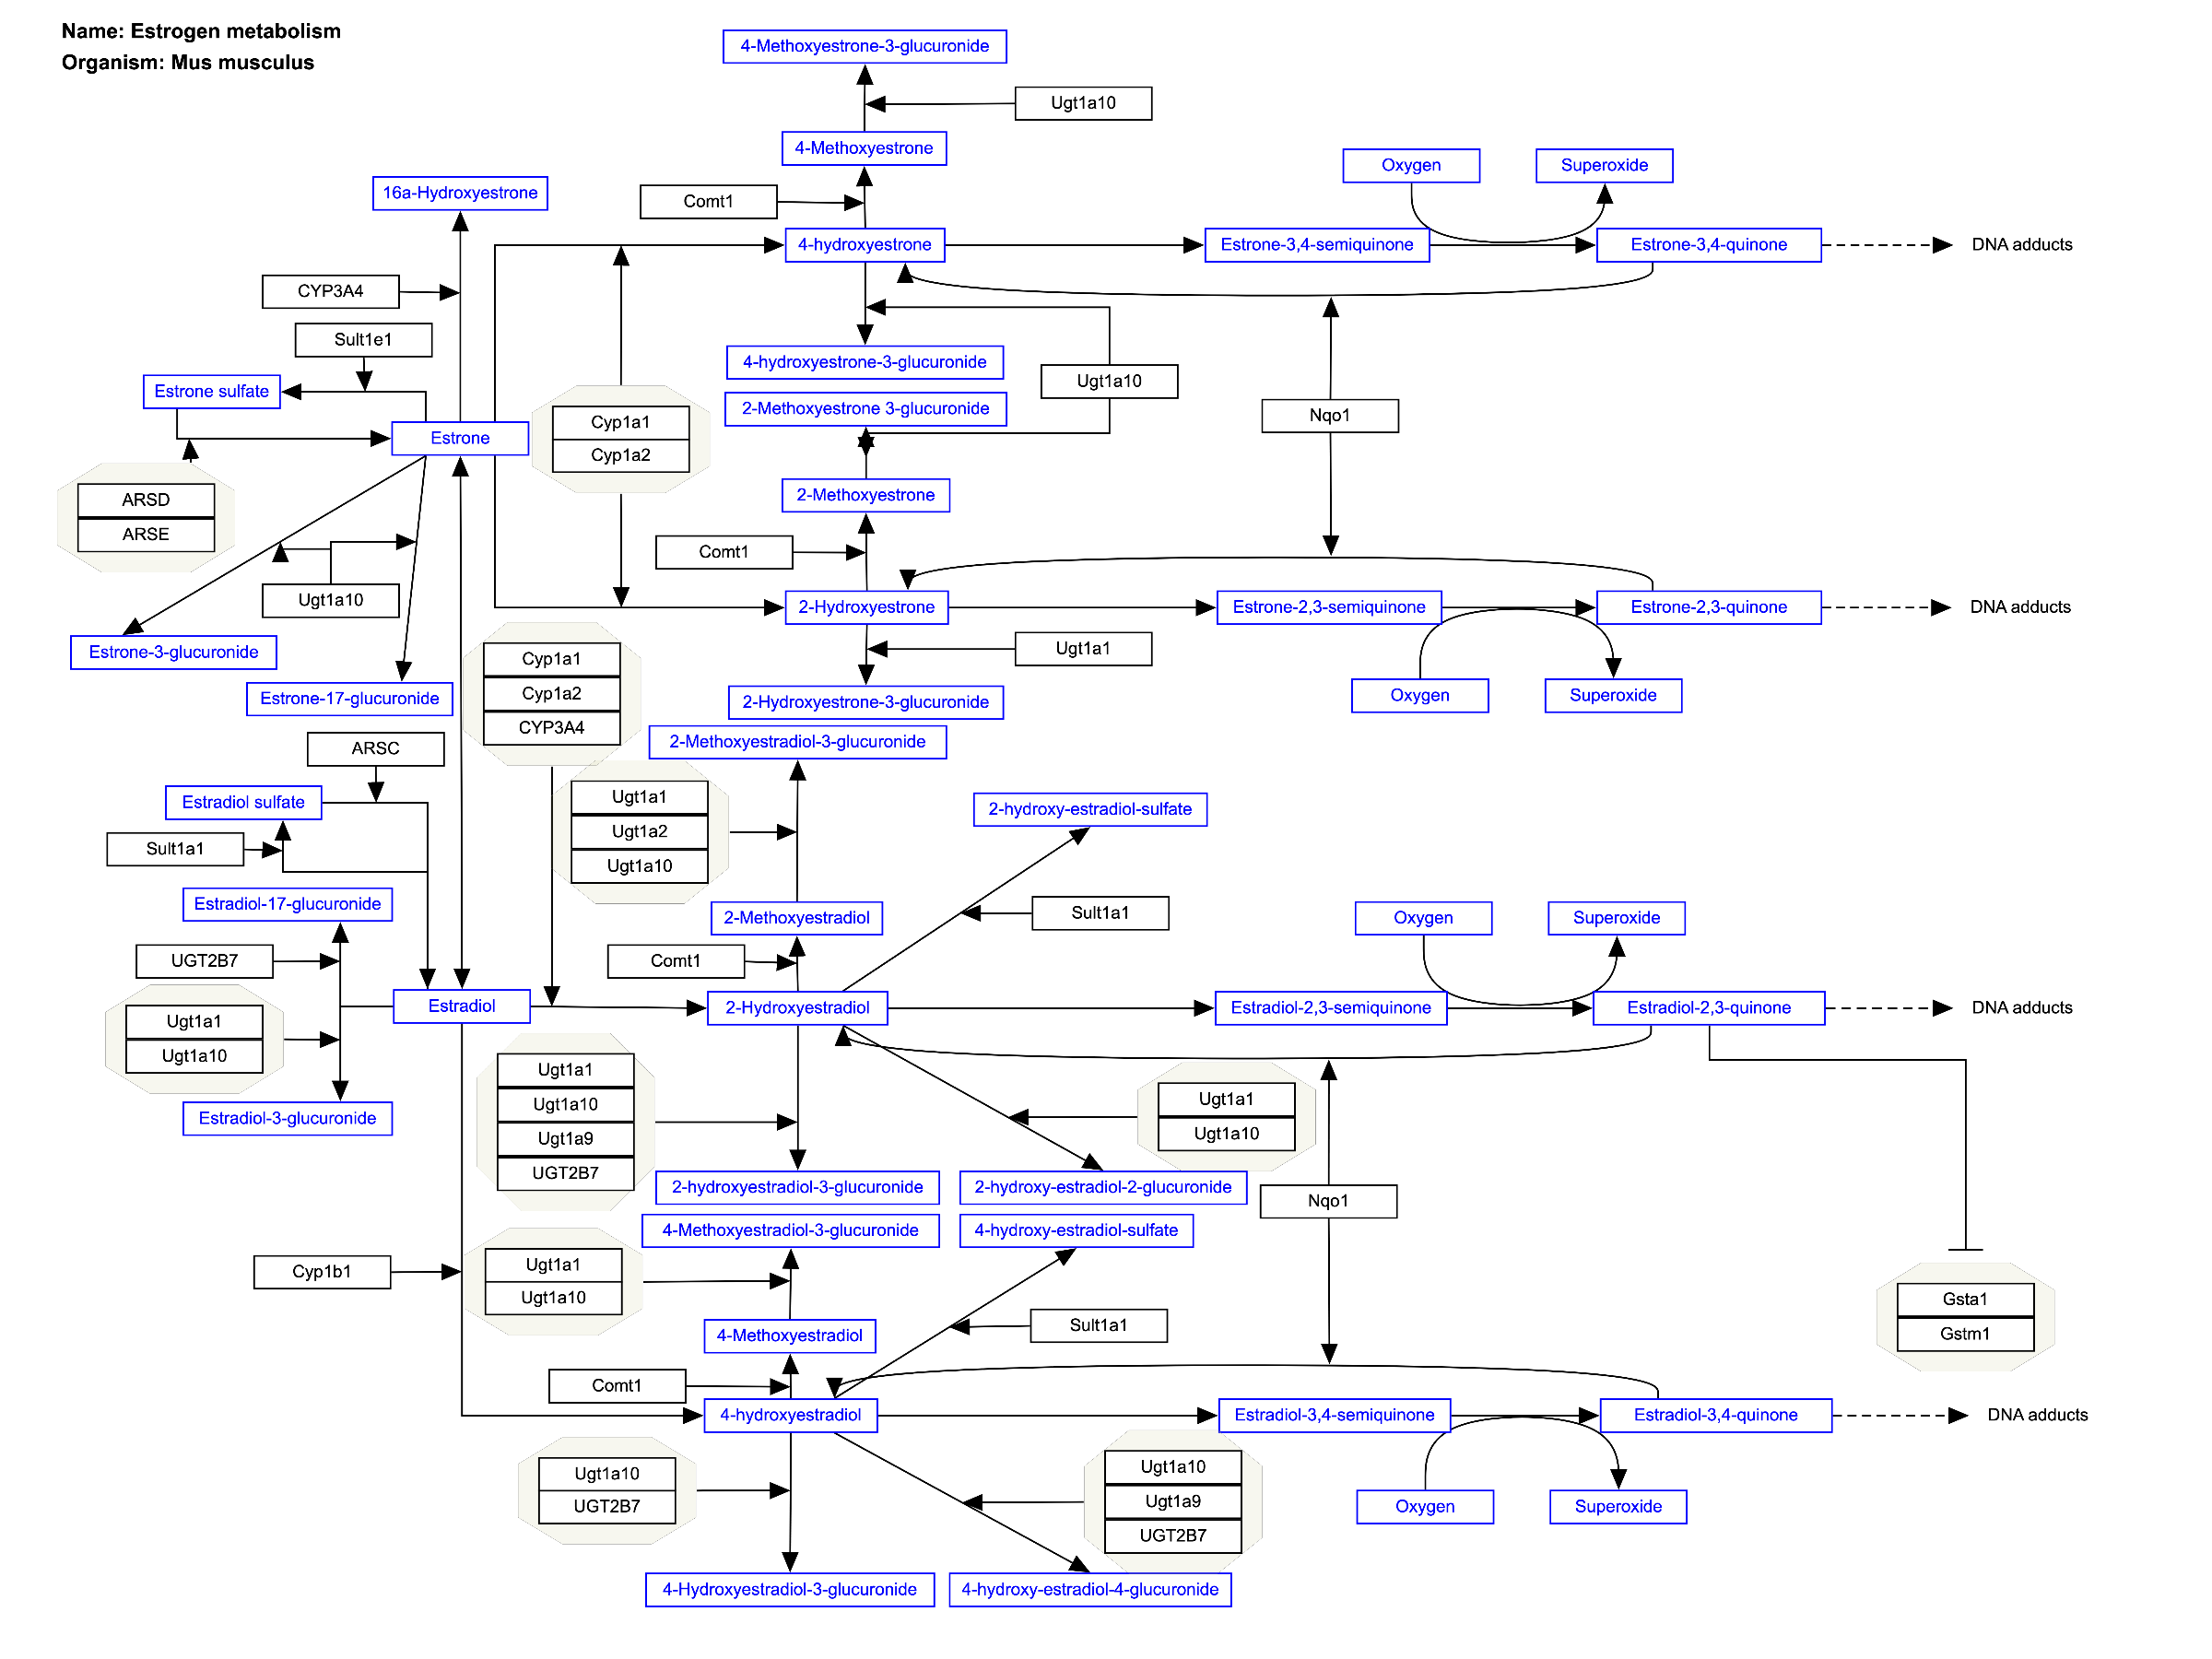 Name: Estrogen metabolism
Organism: Mus musculus
4-Methoxyestrone-3-glucuronide
Ugt1a10
4-Methoxyestrone
Oxygen
Superoxide
16a-Hydroxyestrone
Comt1
4-hydroxyestrone
Estrone-3,4-semiquinone
Estrone-3,4-quinone
DNA adducts
CYP3A4
Sult1e1
4-hydroxyestrone-3-glucuronide
Ugt1a10
Estrone sulfate
2-Methoxyestrone 3-glucuronide
Nqo1
Cyp1a1
Cyp1a2
Estrone
ARSD
ARSE
2-Methoxyestrone
Comt1
Ugt1a10
2-Hydroxyestrone
Estrone-2,3-semiquinone
Estrone-2,3-quinone
DNA adducts
Estrone-3-glucuronide
Ugt1a1
Cyp1a1
Cyp1a2
CYP3A4
Estrone-17-glucuronide
2-Hydroxyestrone-3-glucuronide
Oxygen
Superoxide
2-Methoxyestradiol-3-glucuronide
ARSC
Estradiol sulfate
Ugt1a1
Ugt1a2
Ugt1a10
2-hydroxy-estradiol-sulfate
Sult1a1
Estradiol-17-glucuronide
2-Methoxyestradiol
Sult1a1
Oxygen
Superoxide
UGT2B7
Comt1
Estradiol
2-Hydroxyestradiol
Estradiol-2,3-semiquinone
Estradiol-2,3-quinone
DNA adducts
Ugt1a1
Ugt1a10
Ugt1a1
Ugt1a10
Ugt1a9
UGT2B7
Ugt1a1
Ugt1a10
Estradiol-3-glucuronide
2-hydroxyestradiol-3-glucuronide
2-hydroxy-estradiol-2-glucuronide
Nqo1
4-Methoxyestradiol-3-glucuronide
4-hydroxy-estradiol-sulfate
Cyp1b1
Ugt1a1
Ugt1a10
Gsta1
Gstm1
4-Methoxyestradiol
Sult1a1
Comt1
4-hydroxyestradiol
Estradiol-3,4-semiquinone
Estradiol-3,4-quinone
DNA adducts
Ugt1a10
UGT2B7
Ugt1a10
Ugt1a9
UGT2B7
Oxygen
Superoxide
4-Hydroxyestradiol-3-glucuronide
4-hydroxy-estradiol-4-glucuronide